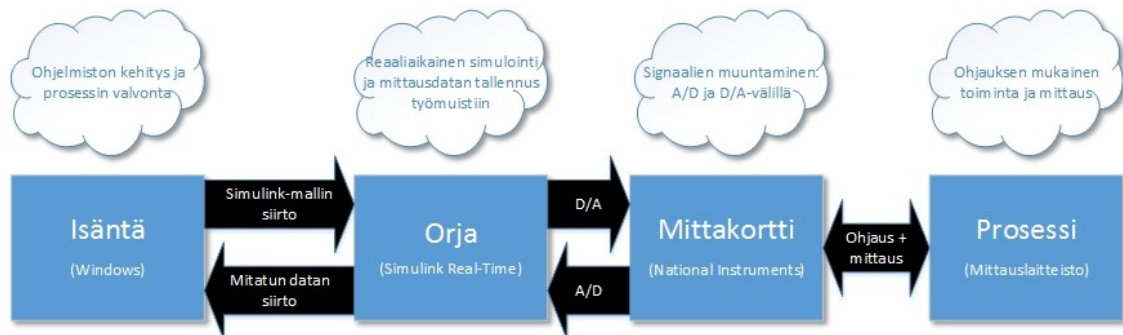 Ohjelmiston kehitys ja
prosessin valvonta
Reaaliaikainen simulointi
ja mittausdatan tallennus
työmuistiin
Signaalien muuntaminen:
A/D ja D/A-välillä
Ohjauksen mukainen
toiminta ja mittaus
Isäntä
(Windows)
Simulink-mallin
siirto
Mitatun datan
siirto
Orja
(Simulink Real-Time)
D/A
A/D
Mittakortti
(National Instruments)
Ohjaus +
mittaus
Prosessi
(Mittauslaitteisto)